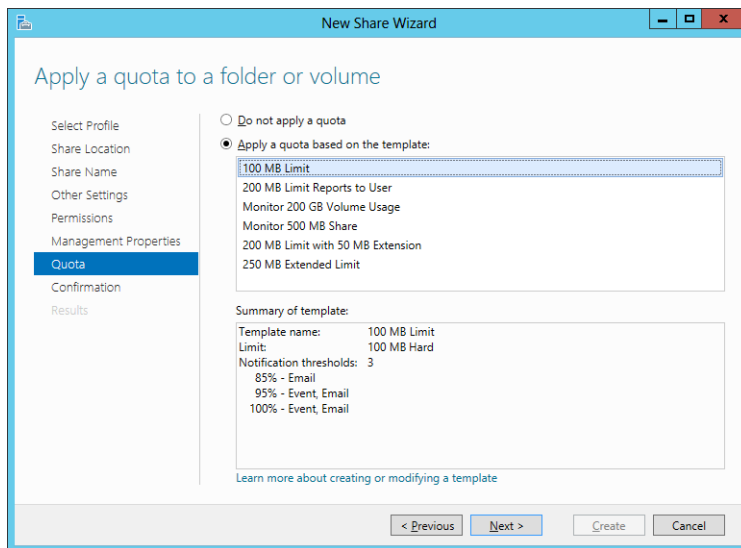 New Share Wizard
Apply a quota to a folder or volume
Select Profile
Share Location
Share Name
Other Settings
Permissions
Management Properties
Quota
Confirmation
Results
Do not apply a quota
Apply a quota based on the template:
100 MB Limit
200 MB Limit Reports to User
Monitor 200 GB Volume Usage
Monitor 500 MB Share
200 MB Limit with 50 MB Extension
250 MB Extended Limit
Summary of template:
Template name: 100 MB Limit
Limit: 100 MB Hard
Notification thresholds: 3
85% - Email
95% - Event, Email
100% - Event, Email
Learn more about creating or modifying a template
< Previous Next > Create Cancel